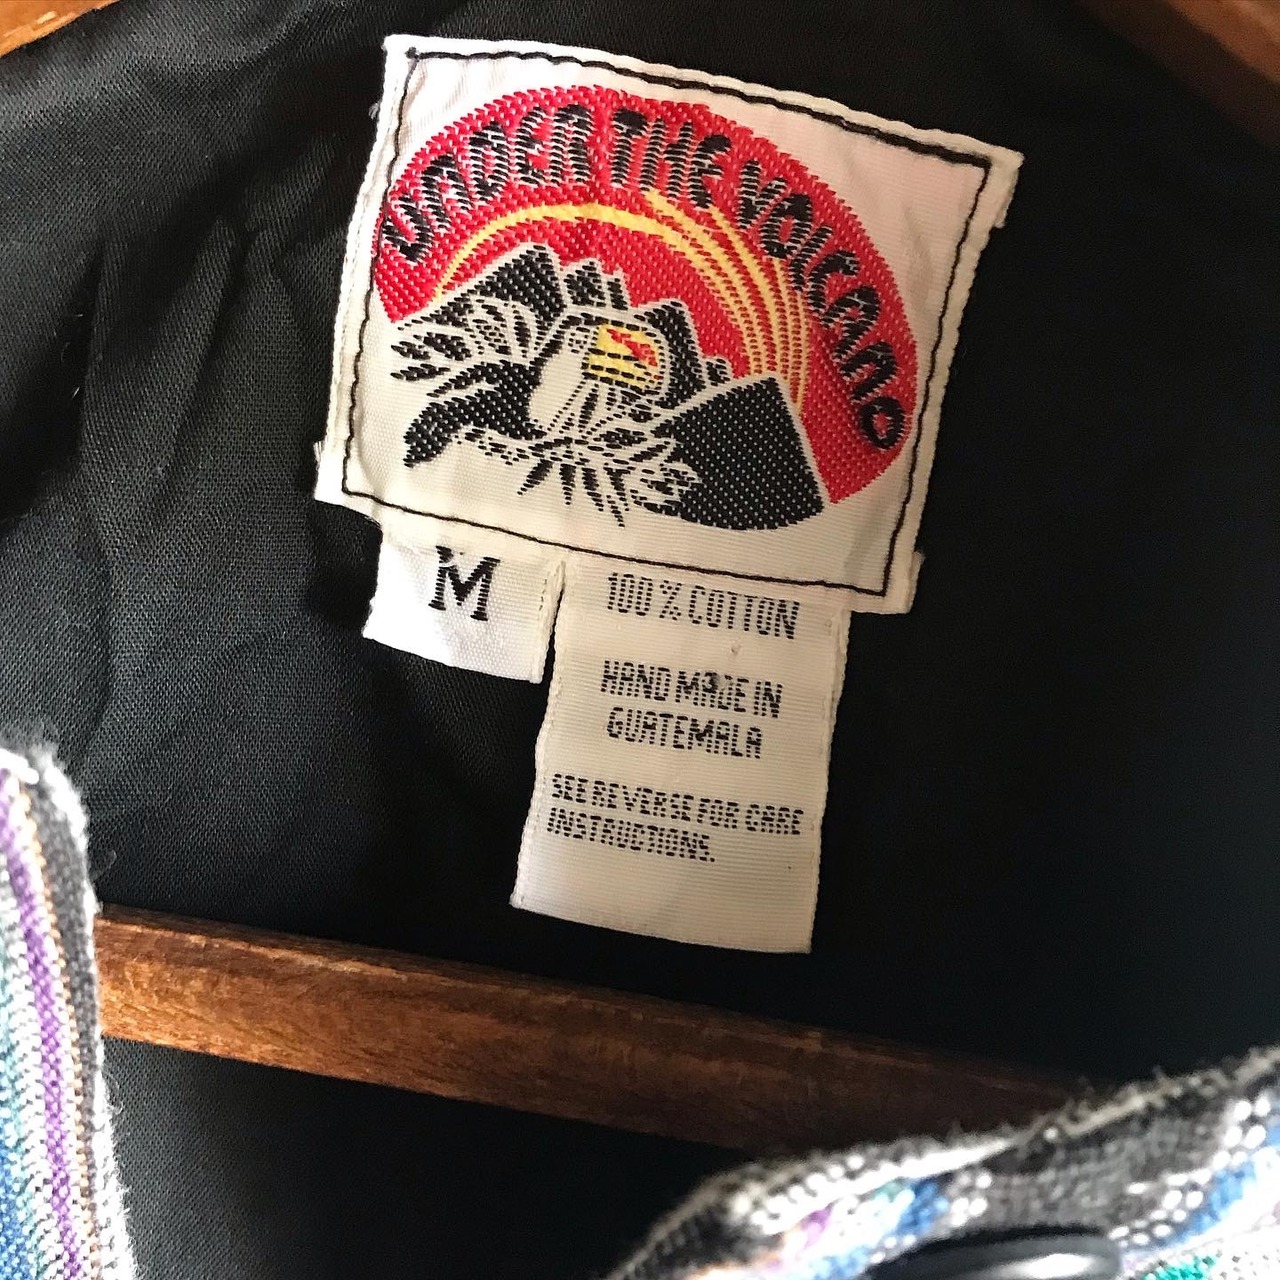 UNDER THE VOLCANO
M
100 % COTTON
HAND MADE IN
GUATEMALA
SEE REVERSE FOR CARE
INSTRUCTIONS.